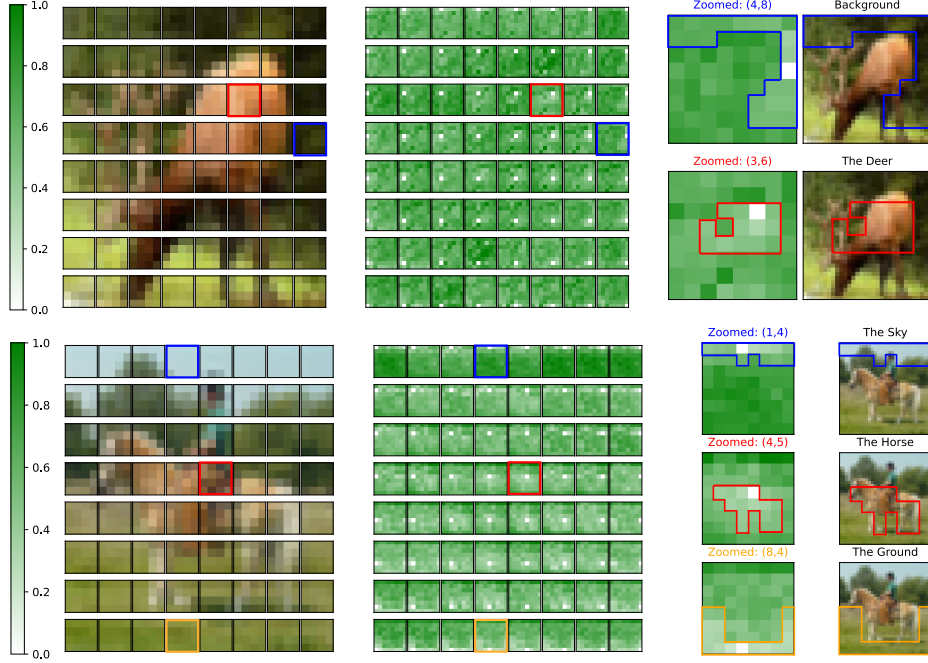 1.0
0.8
0.6
0.4
0.2
0.0
Zoomed: (4,8)
Background
Zoomed: (3,6)
The Deer
1.0
0.8
0.6
0.4
0.2
0.0
Zoomed: (1,4)
The Sky
Zoomed: (4,5)
The Horse
Zoomed: (8,4)
The Ground